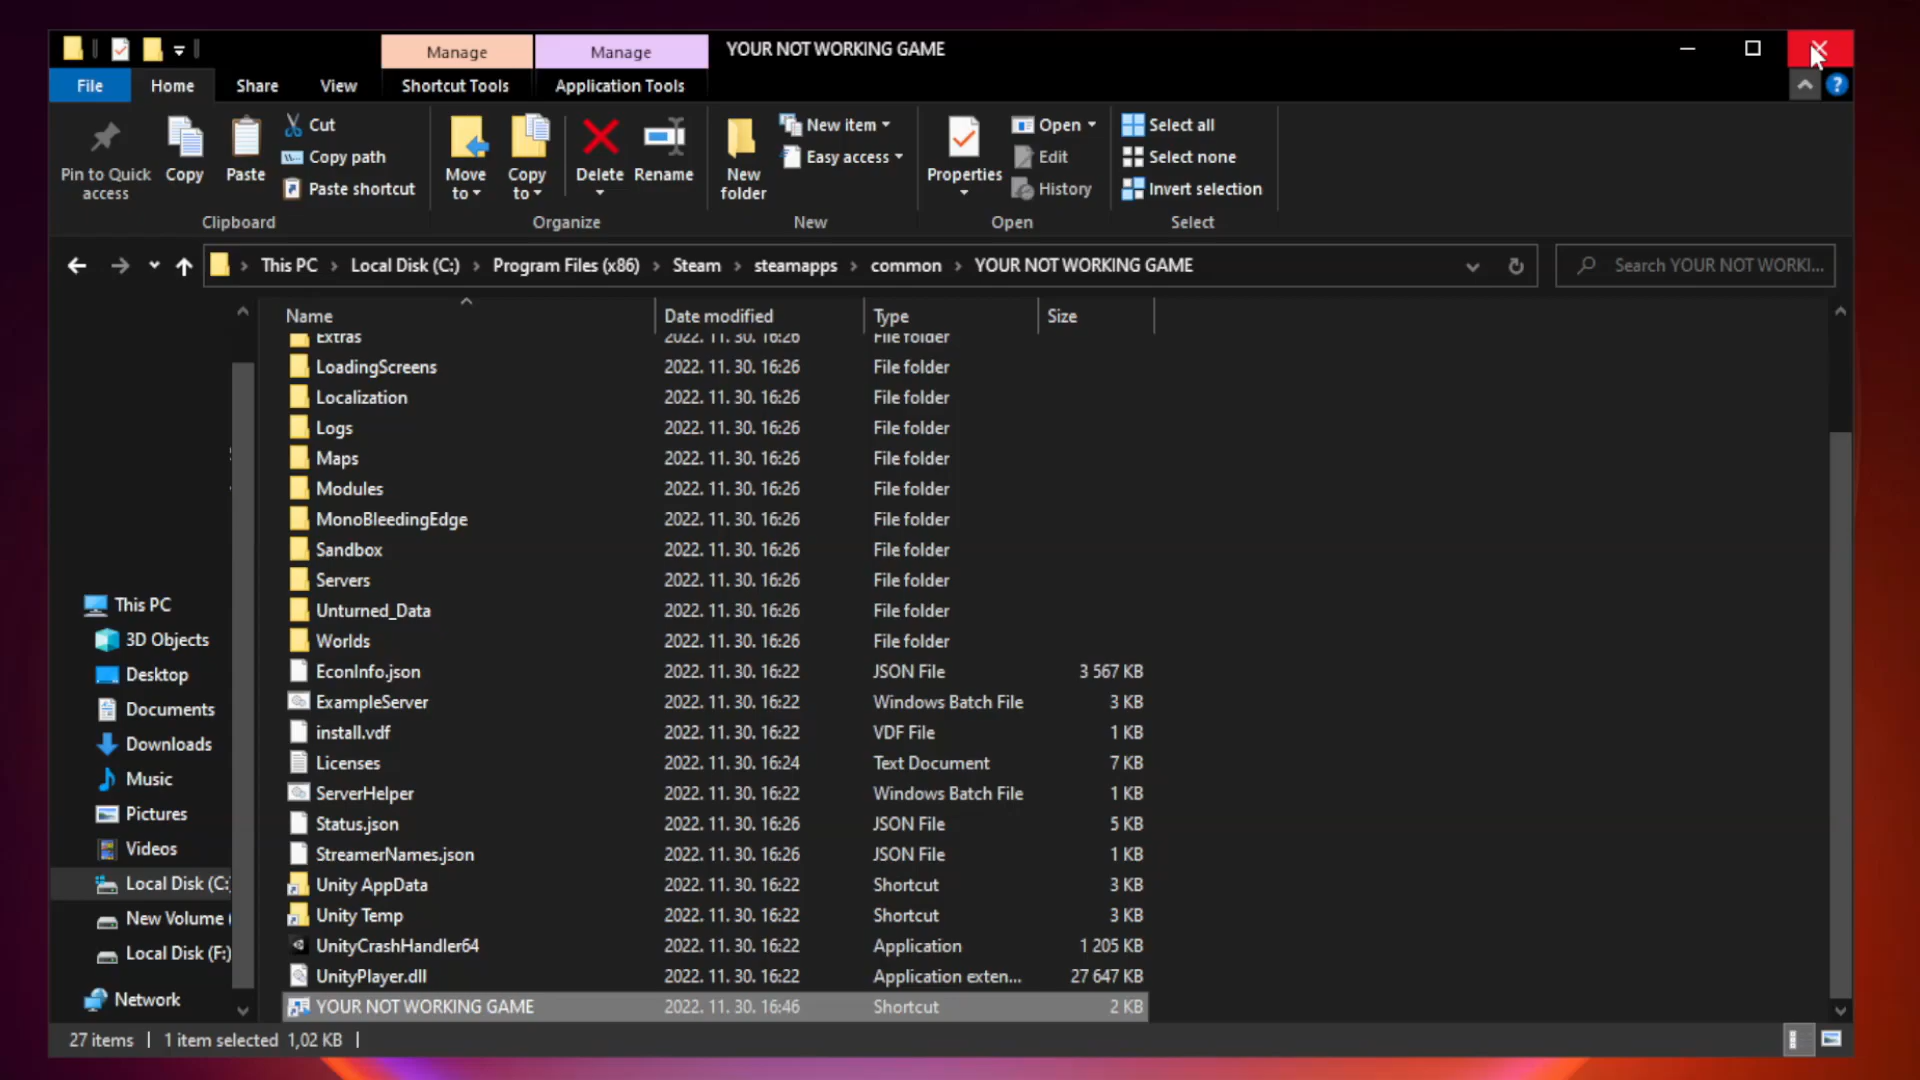 Manage Manage YOUR NOT WORKING GAME
File Home Share View Shortcut Tools Application Tools
Pin to Quick access Copy Paste Cut Copy path Paste shortcut
Clipboard
Move to Copy to Delete Rename
Organize
New folder New item Easy access
New
Properties Open Edit History
Open
Select all Select none Invert selection
Select
This PC Local Disk (C:) Program Files (x86) Steam steamapps common YOUR NOT WORKING GAME Search YOUR NOT WORKI...
Name Date modified Type Size
Extras 2022. 11. 30. 16:26 File folder
LoadingScreens 2022. 11. 30. 16:26 File folder
Localization 2022. 11. 30. 16:26 File folder
Logs 2022. 11. 30. 16:26 File folder
Maps 2022. 11. 30. 16:26 File folder
Modules 2022. 11. 30. 16:26 File folder
MonoBleedingEdge 2022. 11. 30. 16:26 File folder
Sandbox 2022. 11. 30. 16:26 File folder
Servers 2022. 11. 30. 16:26 File folder
Unturned_Data 2022. 11. 30. 16:26 File folder
Worlds 2022. 11. 30. 16:26 File folder
EconInfo.json 2022. 11. 30. 16:22 JSON File 3 567 KB
ExampleServer 2022. 11. 30. 16:22 Windows Batch File 3 KB
install.vdf 2022. 11. 30. 16:22 VDF File 1 KB
Licenses 2022. 11. 30. 16:24 Text Document 7 KB
ServerHelper 2022. 11. 30. 16:22 Windows Batch File 1 KB
Status.json 2022. 11. 30. 16:26 JSON File 5 KB
StreamerNames.json 2022. 11. 30. 16:26 JSON File 1 KB
Unity AppData 2022. 11. 30. 16:22 Shortcut 3 KB
Unity Temp 2022. 11. 30. 16:22 Shortcut 3 KB
UnityCrashHandler64 2022. 11. 30. 16:22 Application 1 205 KB
UnityPlayer.dll 2022. 11. 30. 16:22 Application exten... 27 647 KB
YOUR NOT WORKING GAME 2022. 11. 30. 16:46 Shortcut 2 KB
This PC
3D Objects
Desktop
Documents
Downloads
Music
Pictures
Videos
Local Disk (C:
New Volume (
Local Disk (F:)
Network
27 items 1 item selected 1,02 KB